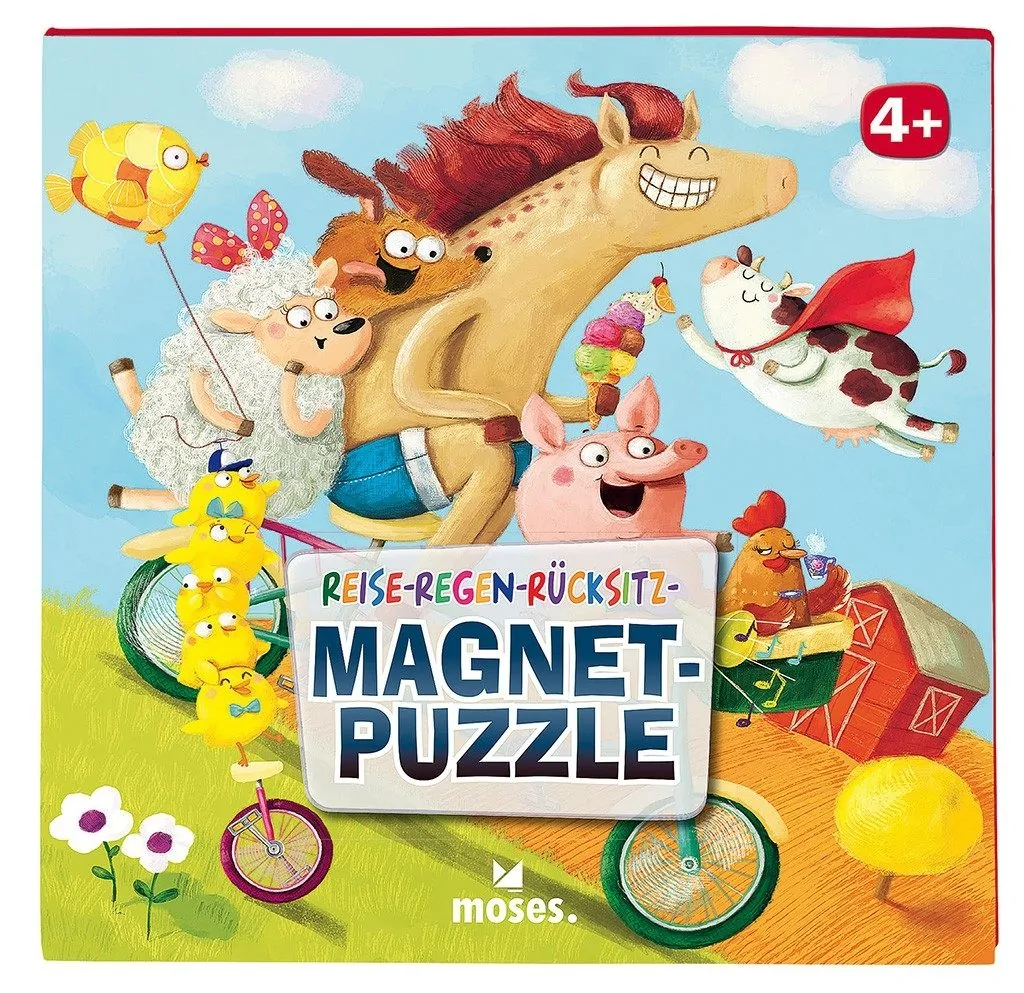 4+
REISE-REGEN-RÜCKSITZ-
MAGNET-
PUZZLE
moses.